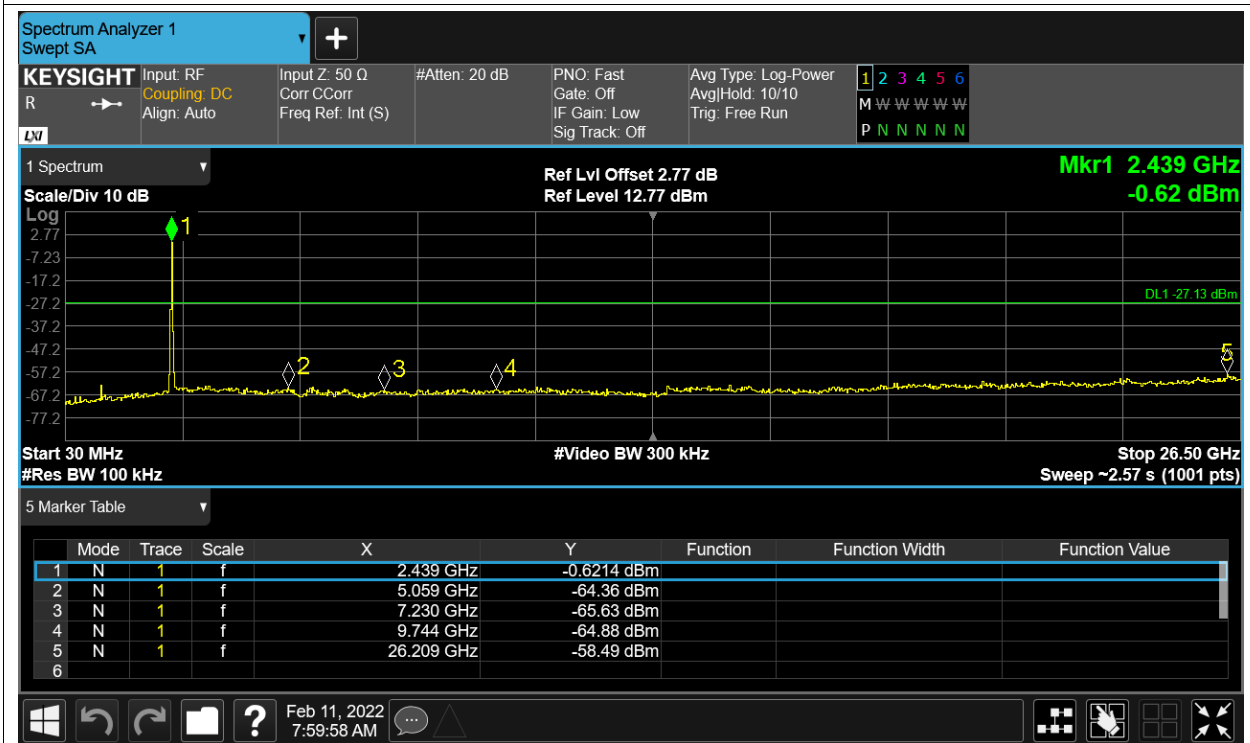 Spectrum Analyzer 1
Swept SA
KEYSIGHT
R
LXI
Input: RF
Coupling: DC
Align: Auto
Input Z: 50 Ω
Corr CCorr
Freq Ref: Int (S)
#Atten: 20 dB
PNO: Fast
Gate: Off
IF Gain: Low
Sig Track: Off
Avg Type: Log-Power
Avg|Hold: 10/10
Trig: Free Run
1 2 3 4 5 6
M W W W W W
P N N N N N
1 Spectrum
Scale/Div 10 dB
Ref Lvl Offset 2.77 dB
Ref Level 12.77 dBm
Mkr1 2.439 GHz
-0.62 dBm
Log
2.77
-7.23
-17.2
-27.2
-37.2
-47.2
-57.2
-67.2
-77.2
1
2
3
4
5
DL1 -27.13 dBm
Start 30 MHz
#Video BW 300 kHz
Stop 26.50 GHz
#Res BW 100 kHz
Sweep ~2.57 s (1001 pts)
5 Marker Table
Mode Trace Scale X Y Function Function Width Function Value
1 N 1 f 2.439 GHz -0.6214 dBm
2 N 1 f 5.059 GHz -64.36 dBm
3 N 1 f 7.230 GHz -65.63 dBm
4 N 1 f 9.744 GHz -64.88 dBm
5 N 1 f 26.209 GHz -58.49 dBm
6
?
Feb 11, 2022
7:59:58 AM